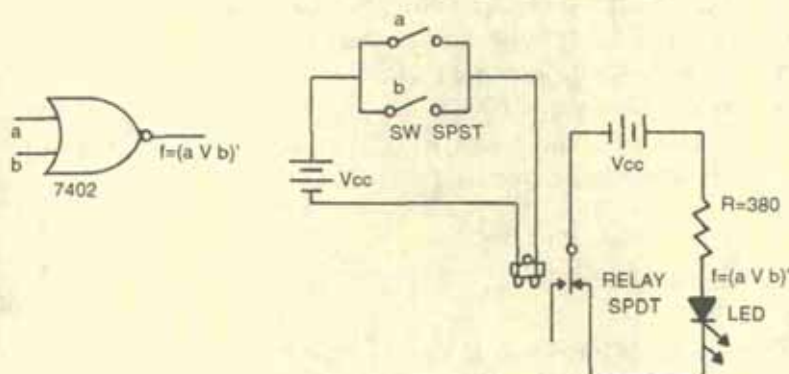 a
b
7402
f=(a V b)'
a
b
SW SPST
Vcc
Vcc
R=380
f=(a V b)'
RELAY
SPDT
LED